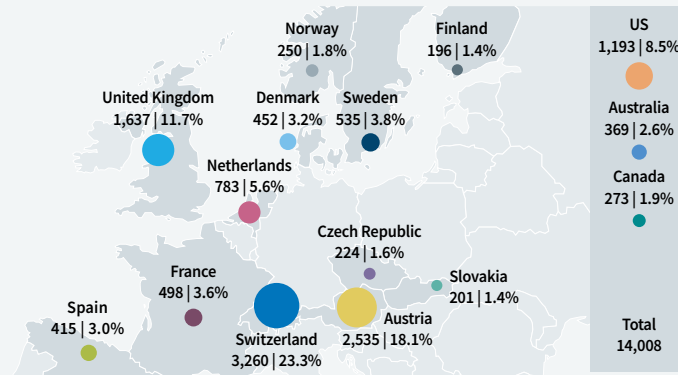 Norway
250 | 1.8%
Finland
196 | 1.4%
US
1,193 | 8.5%
United Kingdom
1,637 | 11.7%
Denmark
452 | 3.2%
Sweden
535 | 3.8%
Australia
369 | 2.6%
Netherlands
783 | 5.6%
Canada
273 | 1.9%
Czech Republic
224 | 1.6%
France
498 | 3.6%
Slovakia
201 | 1.4%
Spain
415 | 3.0%
Switzerland
3,260 | 23.3%
Austria
2,535 | 18.1%
Total
14,008